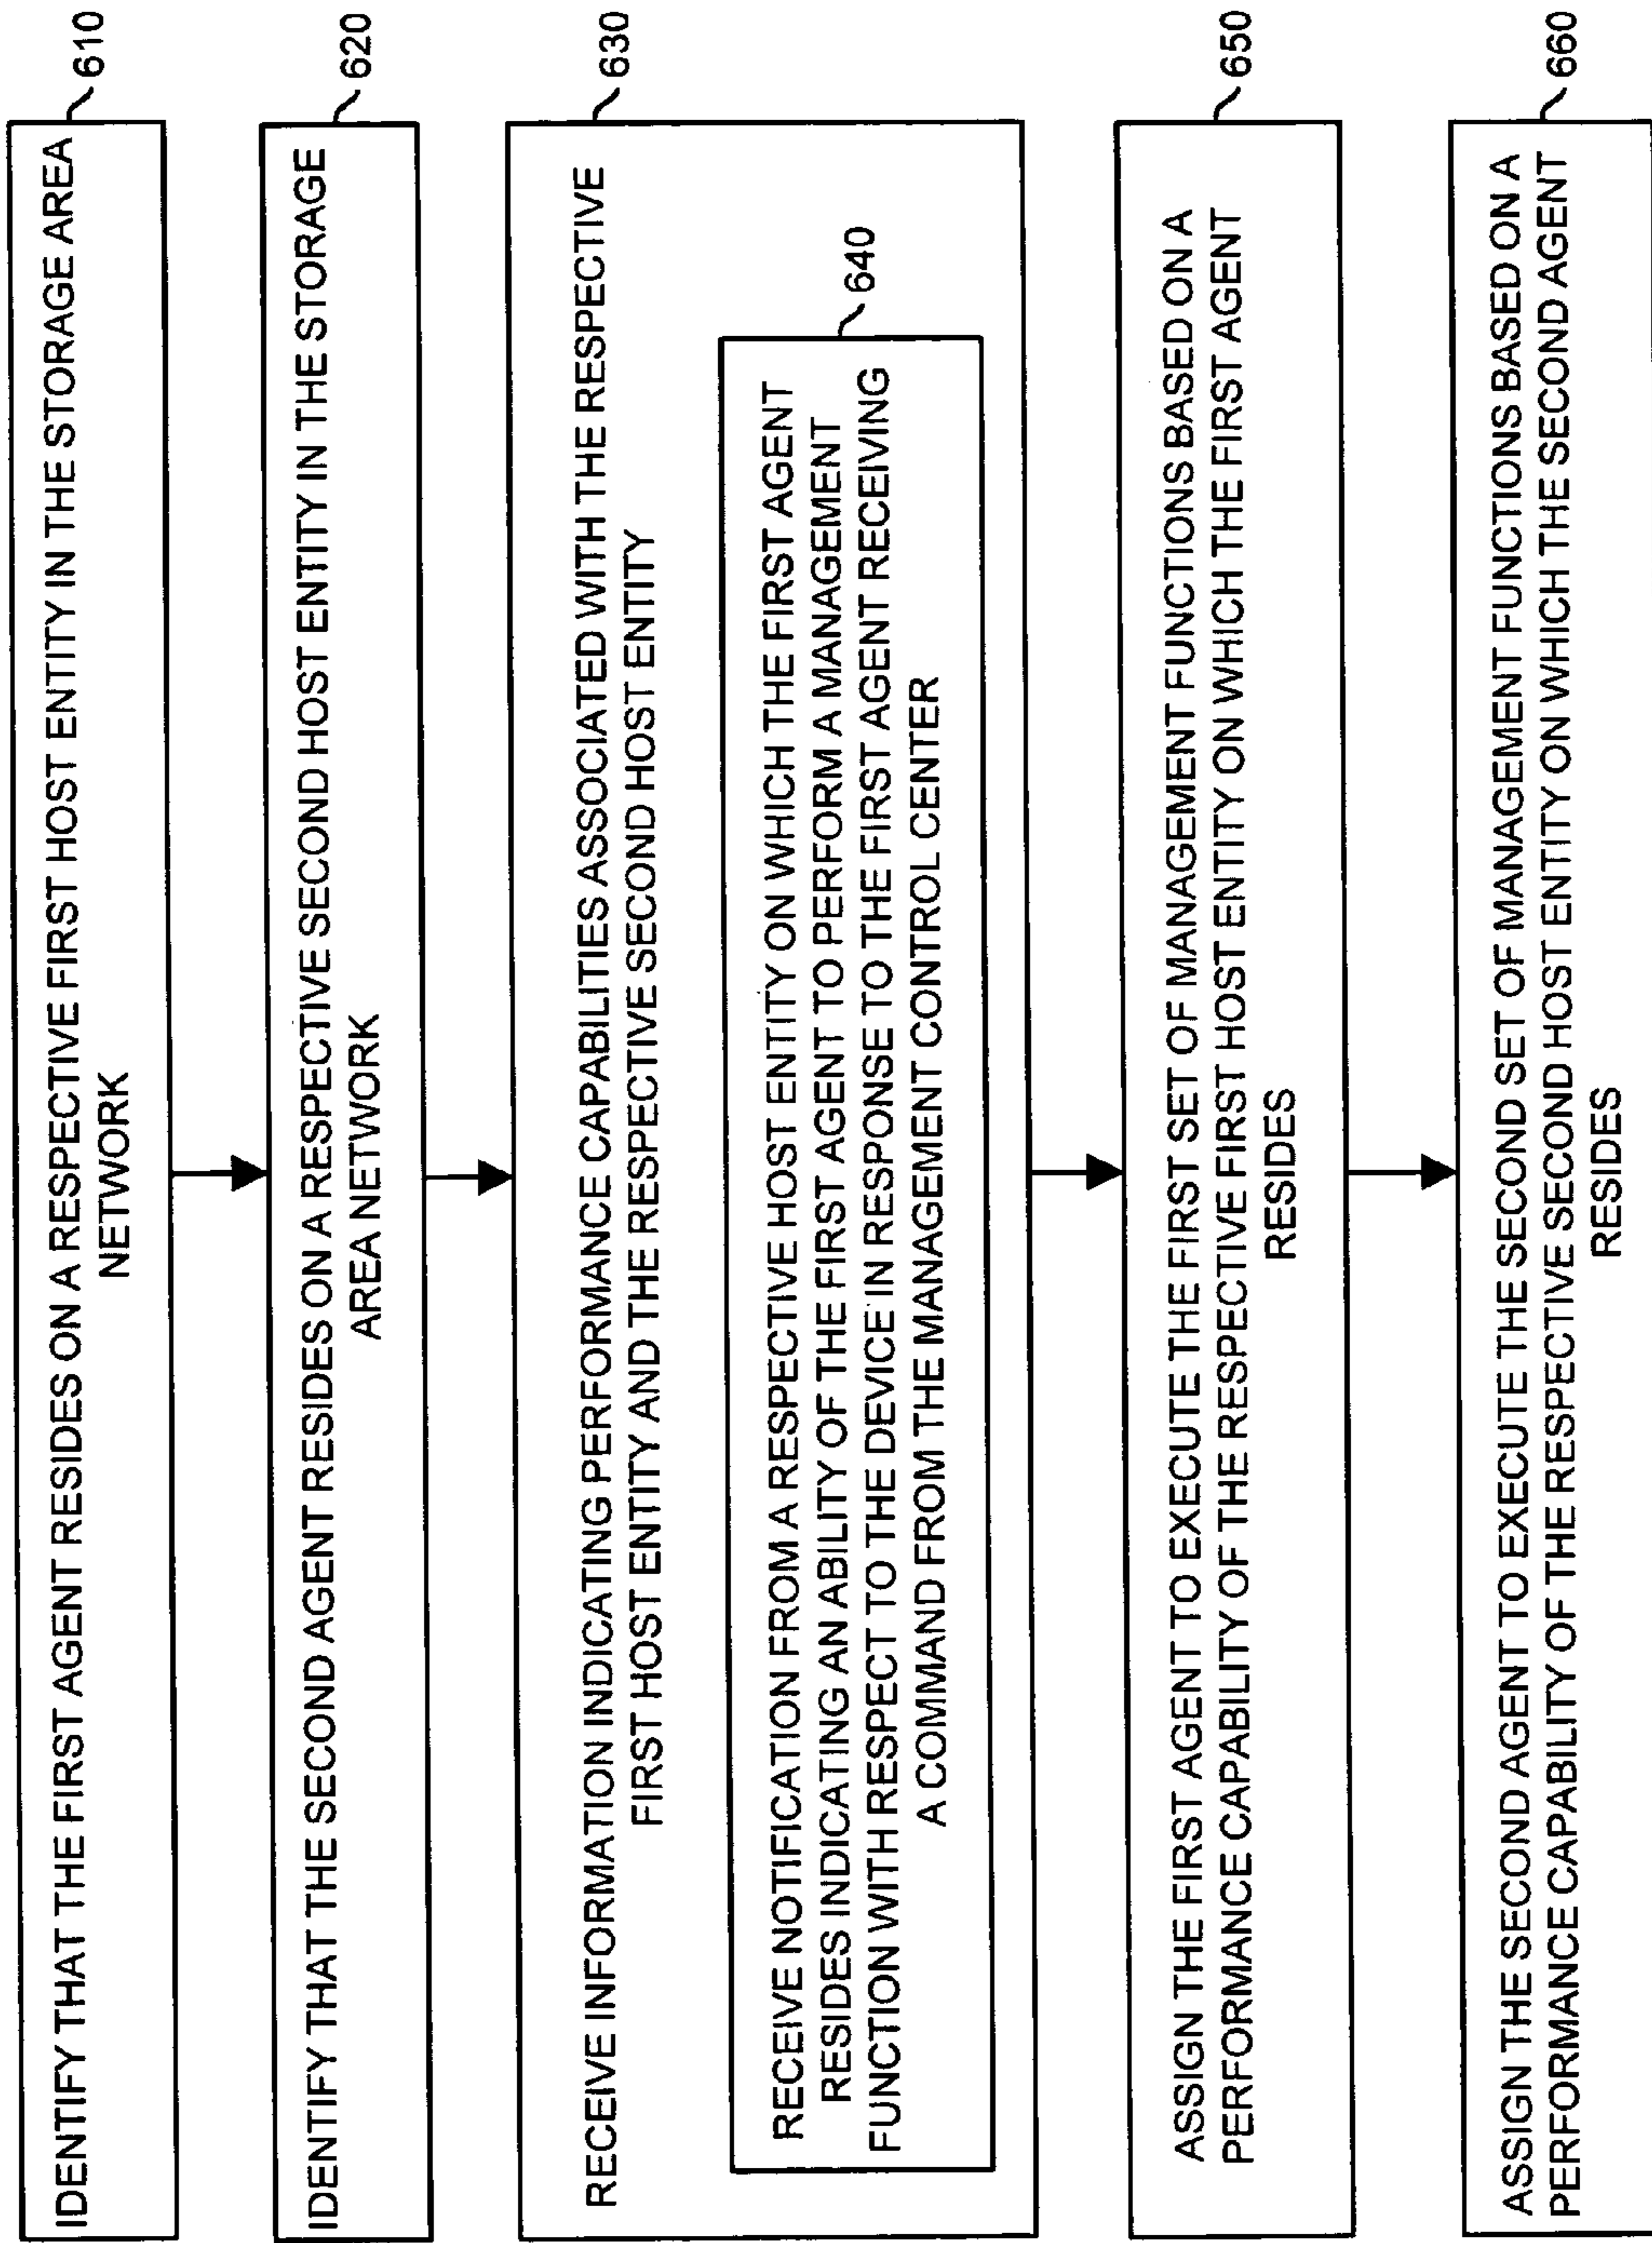 IDENTIFY THAT THE FIRST AGENT RESIDES ON A RESPECTIVE FIRST HOST ENTITY IN THE STORAGE AREA
NETWORK
610
IDENTIFY THAT THE SECOND AGENT RESIDES ON A RESPECTIVE SECOND HOST ENTITY IN THE STORAGE
AREA NETWORK
620
RECEIVE INFORMATION INDICATING PERFORMANCE CAPABILITIES ASSOCIATED WITH THE RESPECTIVE
FIRST HOST ENTITY AND THE RESPECTIVE SECOND HOST ENTITY
630
RECEIVE NOTIFICATION FROM A RESPECTIVE HOST ENTITY ON WHICH THE FIRST AGENT
RESIDES INDICATING AN ABILITY OF THE FIRST AGENT TO PERFORM A MANAGEMENT
FUNCTION WITH RESPECT TO THE DEVICE IN RESPONSE TO THE FIRST AGENT RECEIVING
A COMMAND FROM THE MANAGEMENT CONTROL CENTER
640
ASSIGN THE FIRST AGENT TO EXECUTE THE FIRST SET OF MANAGEMENT FUNCTIONS BASED ON A
PERFORMANCE CAPABILITY OF THE RESPECTIVE FIRST HOST ENTITY ON WHICH THE FIRST AGENT
RESIDES
650
ASSIGN THE SECOND AGENT TO EXECUTE THE SECOND SET OF MANAGEMENT FUNCTIONS BASED ON A
PERFORMANCE CAPABILITY OF THE RESPECTIVE SECOND HOST ENTITY ON WHICH THE SECOND AGENT
RESIDES
660